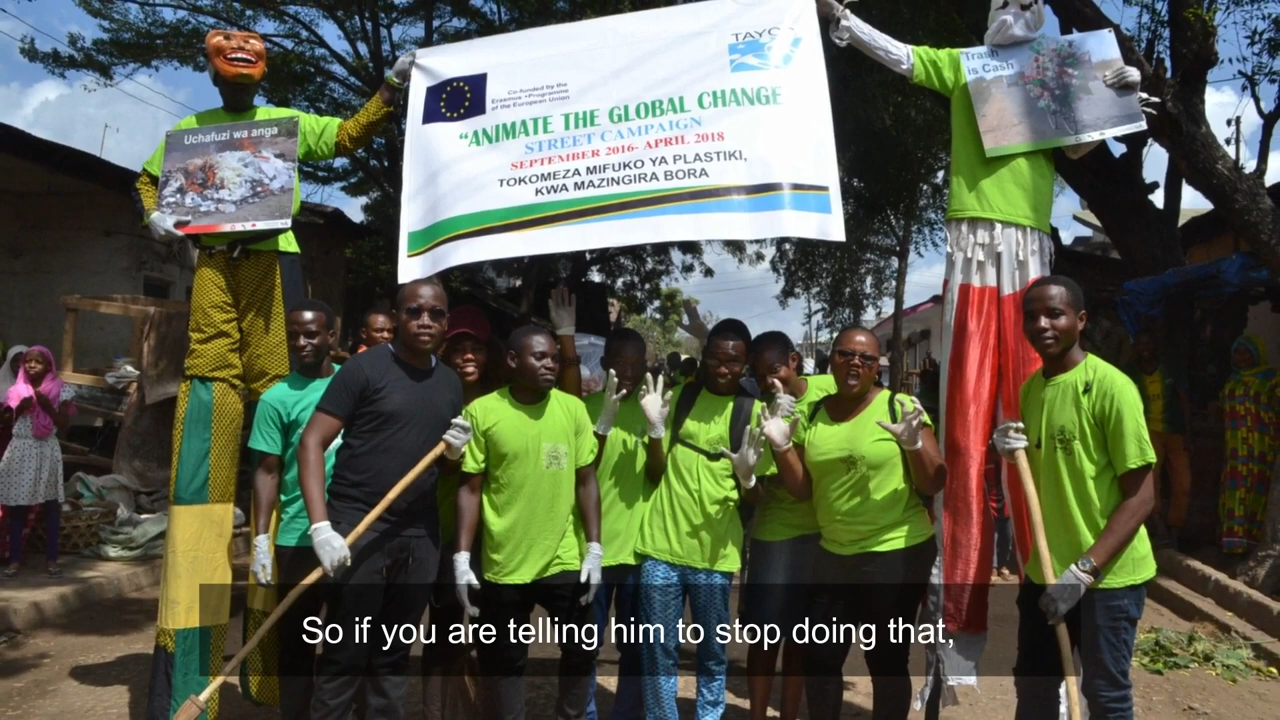 TAYO
Co-funded by the
Erasmus +Programme
of the European Union
"ANIMATE THE GLOBAL CHANGE
STREET CAMPAIGN
SEPTEMBER 2016- APRIL 2018
TOKOMEZA MIFUKO YA PLASTIKI,
KWA MAZINGIRA BORA
Uchafuzi wa anga
Trash
is Cash
So if you are telling him to stop doing that,